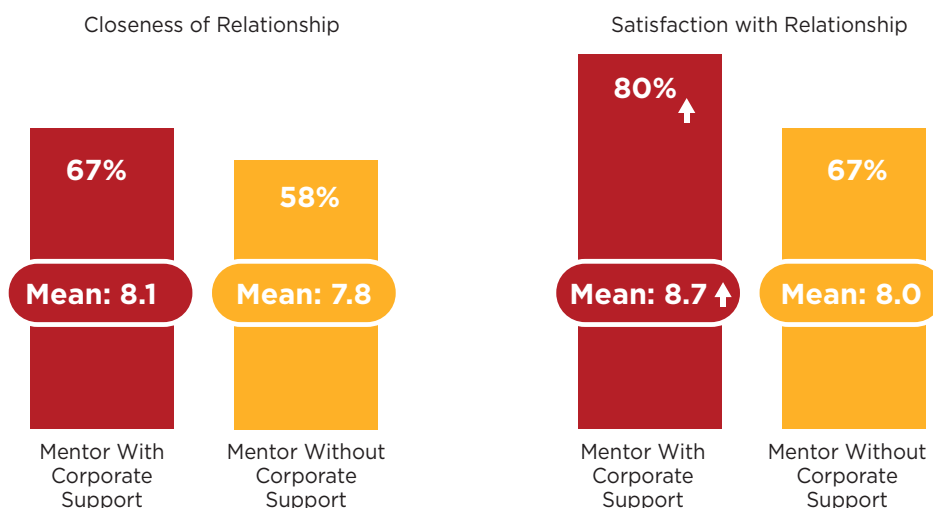 Closeness of Relationship
67%
58%
Mean: 8.1
Mean: 7.8
Mentor With
Corporate
Support
Mentor Without
Corporate
Support
Satisfaction with Relationship
80%
67%
Mean: 8.7
Mean: 8.0
Mentor With
Corporate
Support
Mentor Without
Corporate
Support